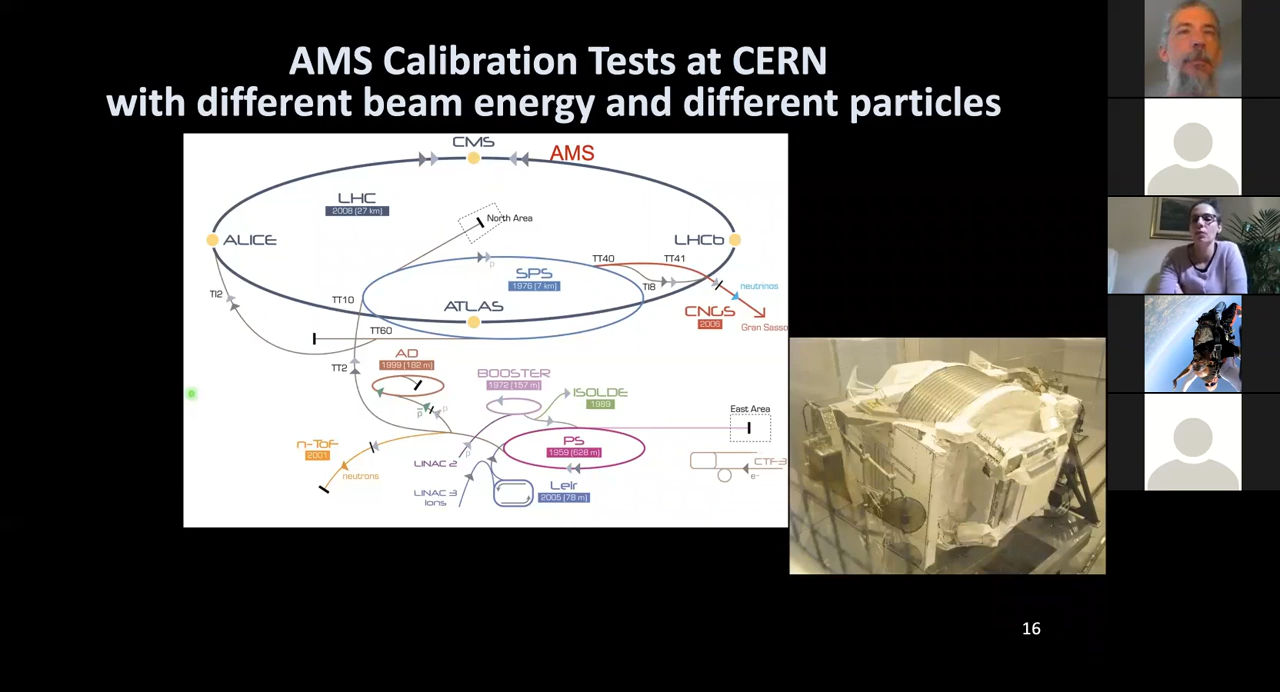 AMS Calibration Tests at CERN
with different beam energy and different particles
CMS
AMS
LHC
2008 (27 km)
North Area
ALICE
LHCb
TT40
TT41
SPS
1976 (7 km)
p
TI8
neutrinos
TI2
TT10
ATLAS
CNGS
2006
Gran Sasso
TT60
AD
1999 (182 m)
TT2
BOOSTER
1972 (157 m)
ISOLDE
1989
p
p̅
p
East Area
n-ToF
2001
PS
1959 (628 m)
neutrons
LINAC 2
p
CTF-3
e-
LINAC 3
Ions
Leir
2005 (78 m)
16